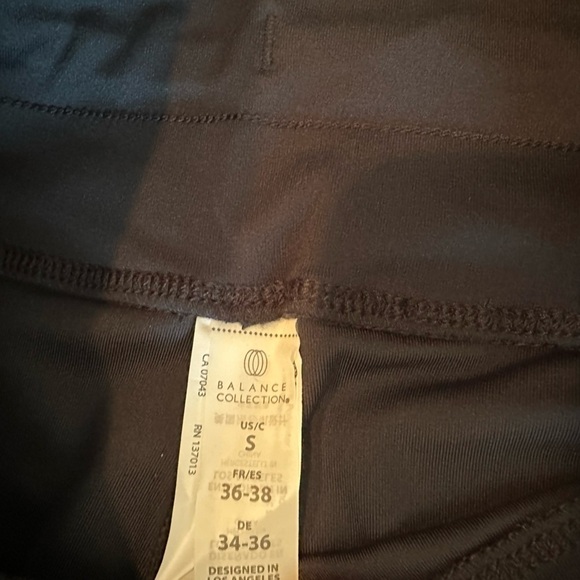 BALANCE
COLLECTION®
US/C
S
FR/ES
36-38
DE
34-36
DESIGNED IN
LOS ANGELES
CA 07043
RN 137013